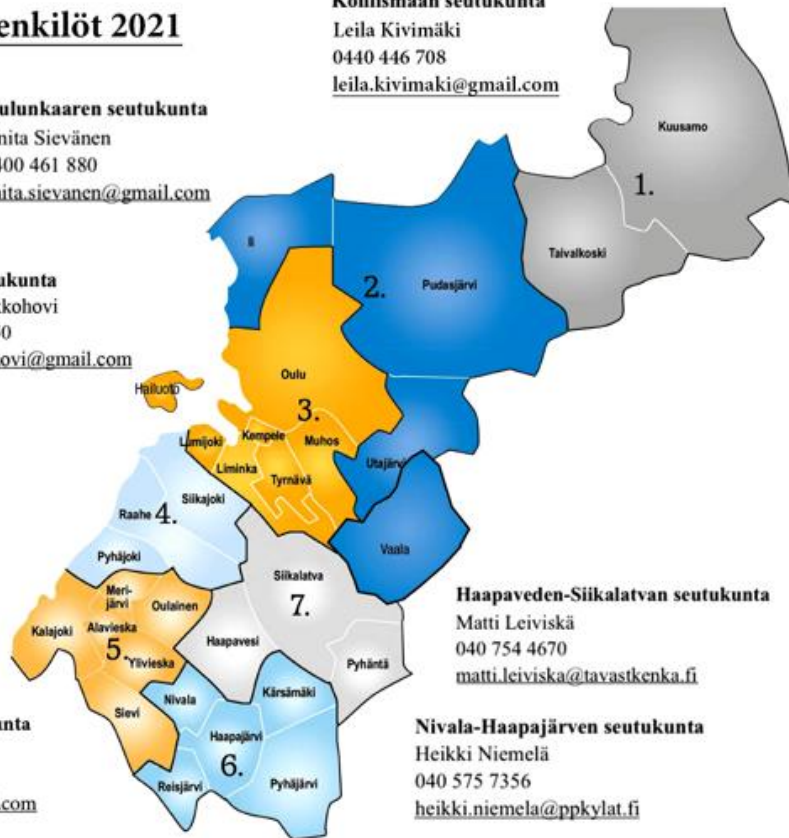 enkilöt 2021
Koillismaan seutukunta
Leila Kivimäki
0440 446 708
leila.kivimaki@gmail.com
ulunkaaren seutukunta
nita Sievänen
400 461 880
nita.sievanen@gmail.com
ukunta
kkohovi
0
ovi@gmail.com
Kuusamo
1.
Taivalkoski
Ii
2.
Pudasjärvi
Oulu
Hailuoto
3.
Kempele
Muhos
Lumijoki
Liminka
Tyrnävä
Utajärvi
Siikajoki
Raahe 4.
Pyhäjoki
Vaala
Siikalatva
7.
Meri-
järvi
Oulainen
Kalajoki
Alavieska
5.
Ylivieska
Haapavesi
Pyhäntä
Sievi
Nivala
Kärsämäki
Haapajärvi
6.
Reisjärvi
Pyhäjärvi
Haapaveden-Siikalatvan seutukunta
Matti Leiviskä
040 754 4670
matti.leiviska@tavastkenka.fi
Nivala-Haapajärven seutukunta
Heikki Niemelä
040 575 7356
heikki.niemela@ppkylat.fi
unta
.com